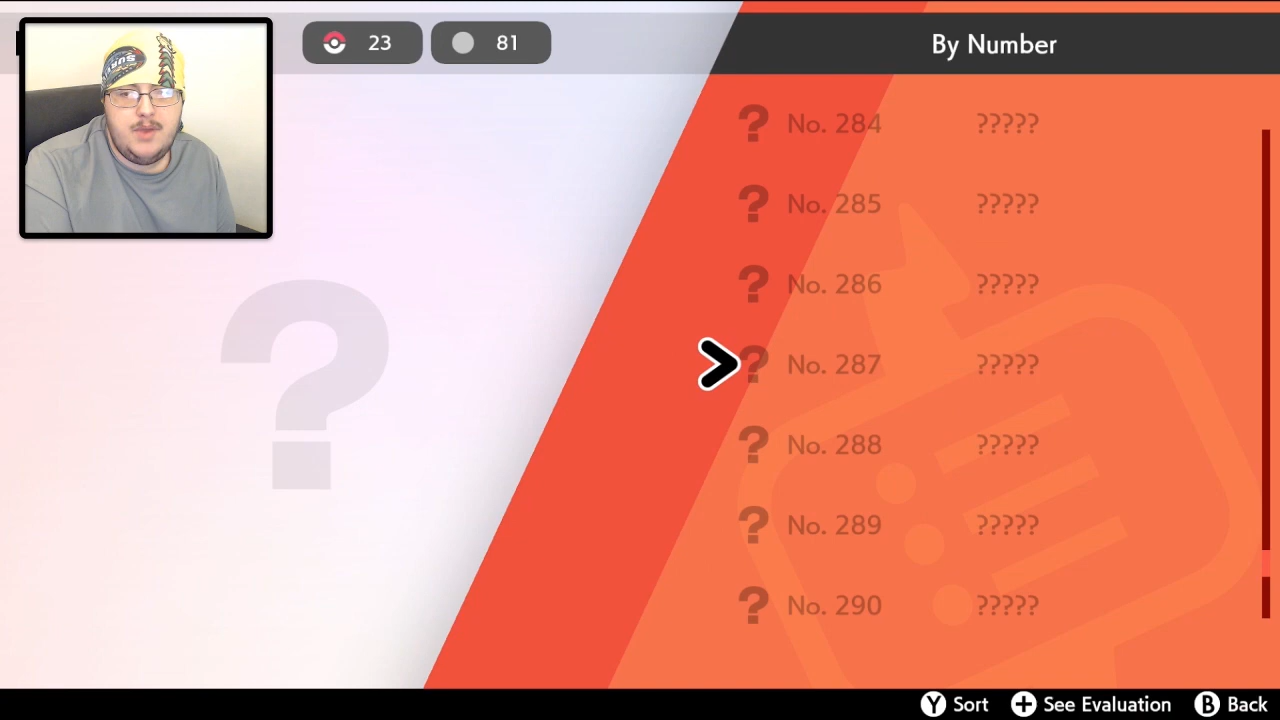 23
81
By Number
No. 284 ?????
No. 285 ?????
No. 286 ?????
No. 287 ?????
No. 288 ?????
No. 289 ?????
No. 290 ?????
Y Sort
+ See Evaluation
B Back